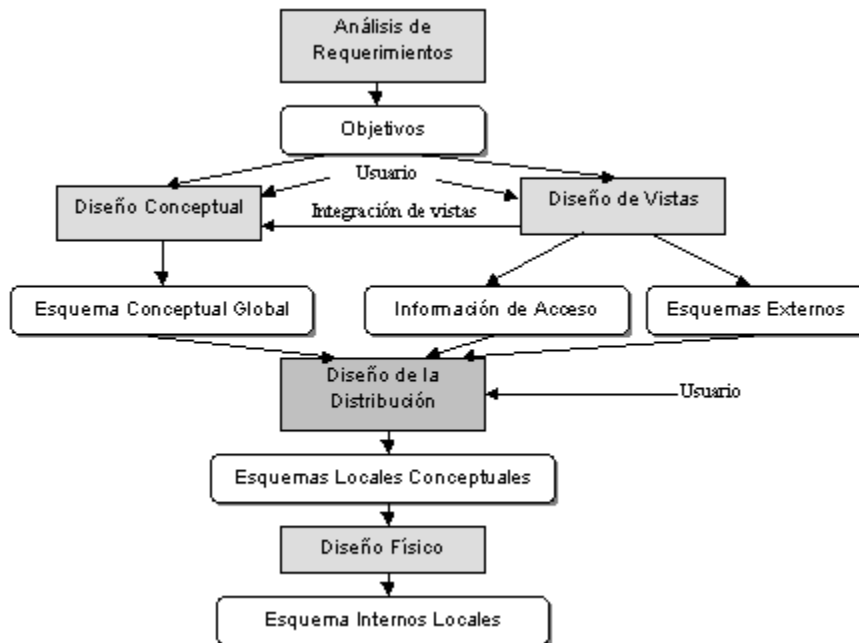 Análisis de
Requerimientos
Objetivos
Usuario
Diseño Conceptual
Integración de vistas
Diseño de Vistas
Esquema Conceptual Global
Información de Acceso
Esquemas Externos
Diseño de la
Distribución
Usuario
Esquemas Locales Conceptuales
Diseño Físico
Esquema Internos Locales